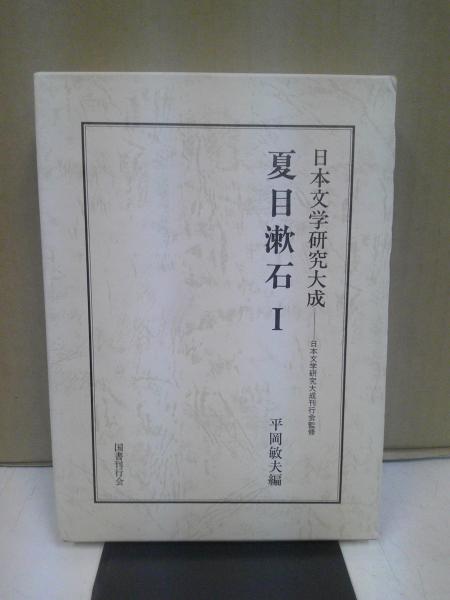 日本文学研究大成――日本文学研究大成刊行会監修
夏目漱石 I
平岡敏夫編
国書刊行会